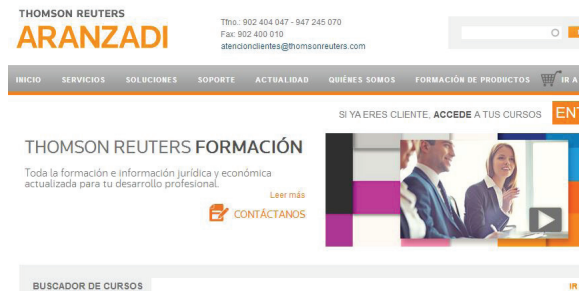 THOMSON REUTERS
ARANZADI
Tfno.: 902 404 047 - 947 245 070
Fax: 902 400 010
atencionclientes@thomsonreuters.com
INICIO SERVICIOS SOLUCIONES SOPORTE ACTUALIDAD QUIÉNES SOMOS FORMACIÓN DE PRODUCTOS IR A
SI YA ERES CLIENTE, ACCEDE A TUS CURSOS ENT
THOMSON REUTERS FORMACIÓN
Toda la formación e información jurídica y económica
actualizada para tu desarrollo profesional.
Leer más
CONTÁCTANOS
BUSCADOR DE CURSOS IR